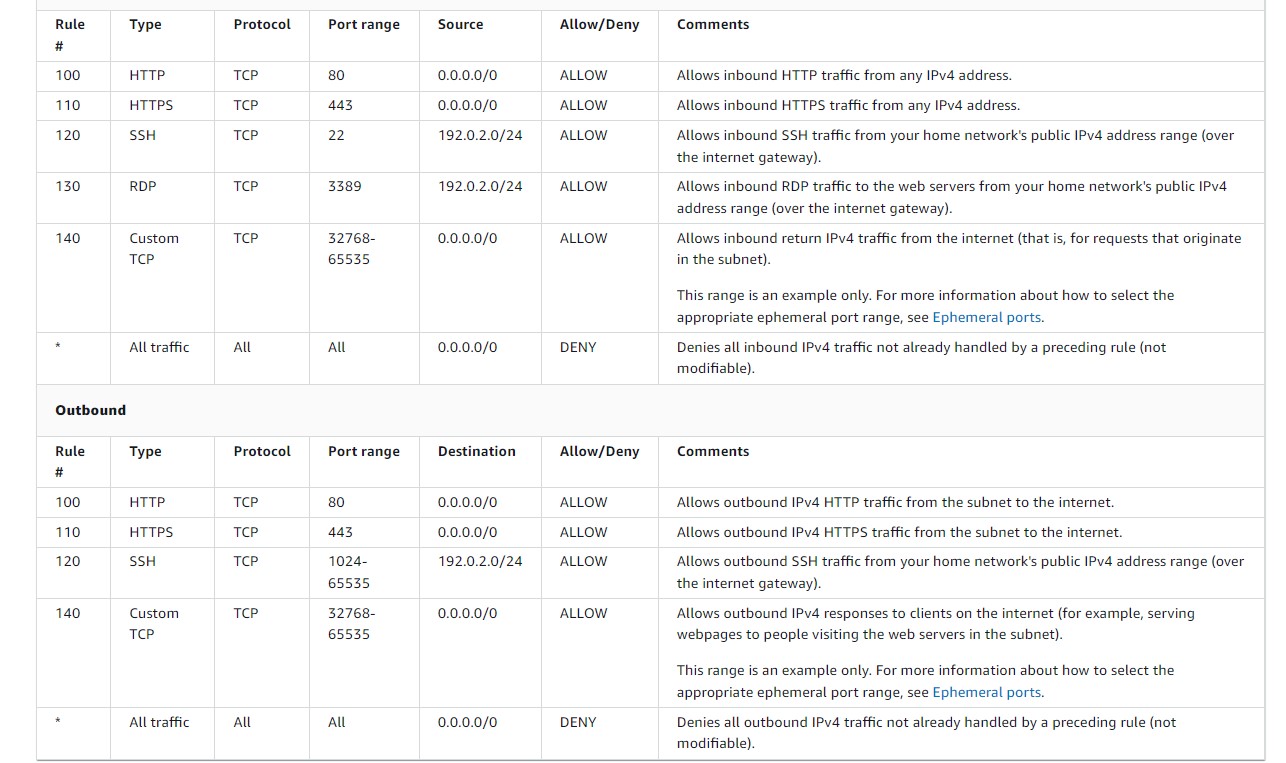 Rule
#
Type
Protocol
Port range
Source
Allow/Deny
Comments
100
HTTP
TCP
80
0.0.0.0/0
ALLOW
Allows inbound HTTP traffic from any IPv4 address.
110
HTTPS
TCP
443
0.0.0.0/0
ALLOW
Allows inbound HTTPS traffic from any IPv4 address.
120
SSH
TCP
22
192.0.2.0/24
ALLOW
Allows inbound SSH traffic from your home network's public IPv4 address range (over
the internet gateway).
130
RDP
TCP
3389
192.0.2.0/24
ALLOW
Allows inbound RDP traffic to the web servers from your home network's public IPv4
address range (over the internet gateway).
140
Custom
TCP
TCP
32768-
65535
0.0.0.0/0
ALLOW
Allows inbound return IPv4 traffic from the internet (that is, for requests that originate
in the subnet).
This range is an example only. For more information about how to select the
appropriate ephemeral port range, see Ephemeral ports.
*
All traffic
All
All
0.0.0.0/0
DENY
Denies all inbound IPv4 traffic not already handled by a preceding rule (not
modifiable).
Outbound
Rule
#
Type
Protocol
Port range
Destination
Allow/Deny
Comments
100
HTTP
TCP
80
0.0.0.0/0
ALLOW
Allows outbound IPv4 HTTP traffic from the subnet to the internet.
110
HTTPS
TCP
443
0.0.0.0/0
ALLOW
Allows outbound IPv4 HTTPS traffic from the subnet to the internet.
120
SSH
TCP
1024-
65535
192.0.2.0/24
ALLOW
Allows outbound SSH traffic from your home network's public IPv4 address range (over
the internet gateway).
140
Custom
TCP
TCP
32768-
65535
0.0.0.0/0
ALLOW
Allows outbound IPv4 responses to clients on the internet (for example, serving
webpages to people visiting the web servers in the subnet).
This range is an example only. For more information about how to select the
appropriate ephemeral port range, see Ephemeral ports.
*
All traffic
All
All
0.0.0.0/0
DENY
Denies all outbound IPv4 traffic not already handled by a preceding rule (not
modifiable).